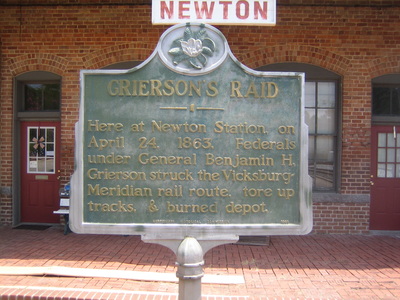 NEWTON
GRIERSON'S RAID
Here at Newton Station, on
April 24, 1863, Federals
under General Benjamin H.
Grierson struck the Vicksburg-
Meridian rail route, tore up
tracks, & burned depot.